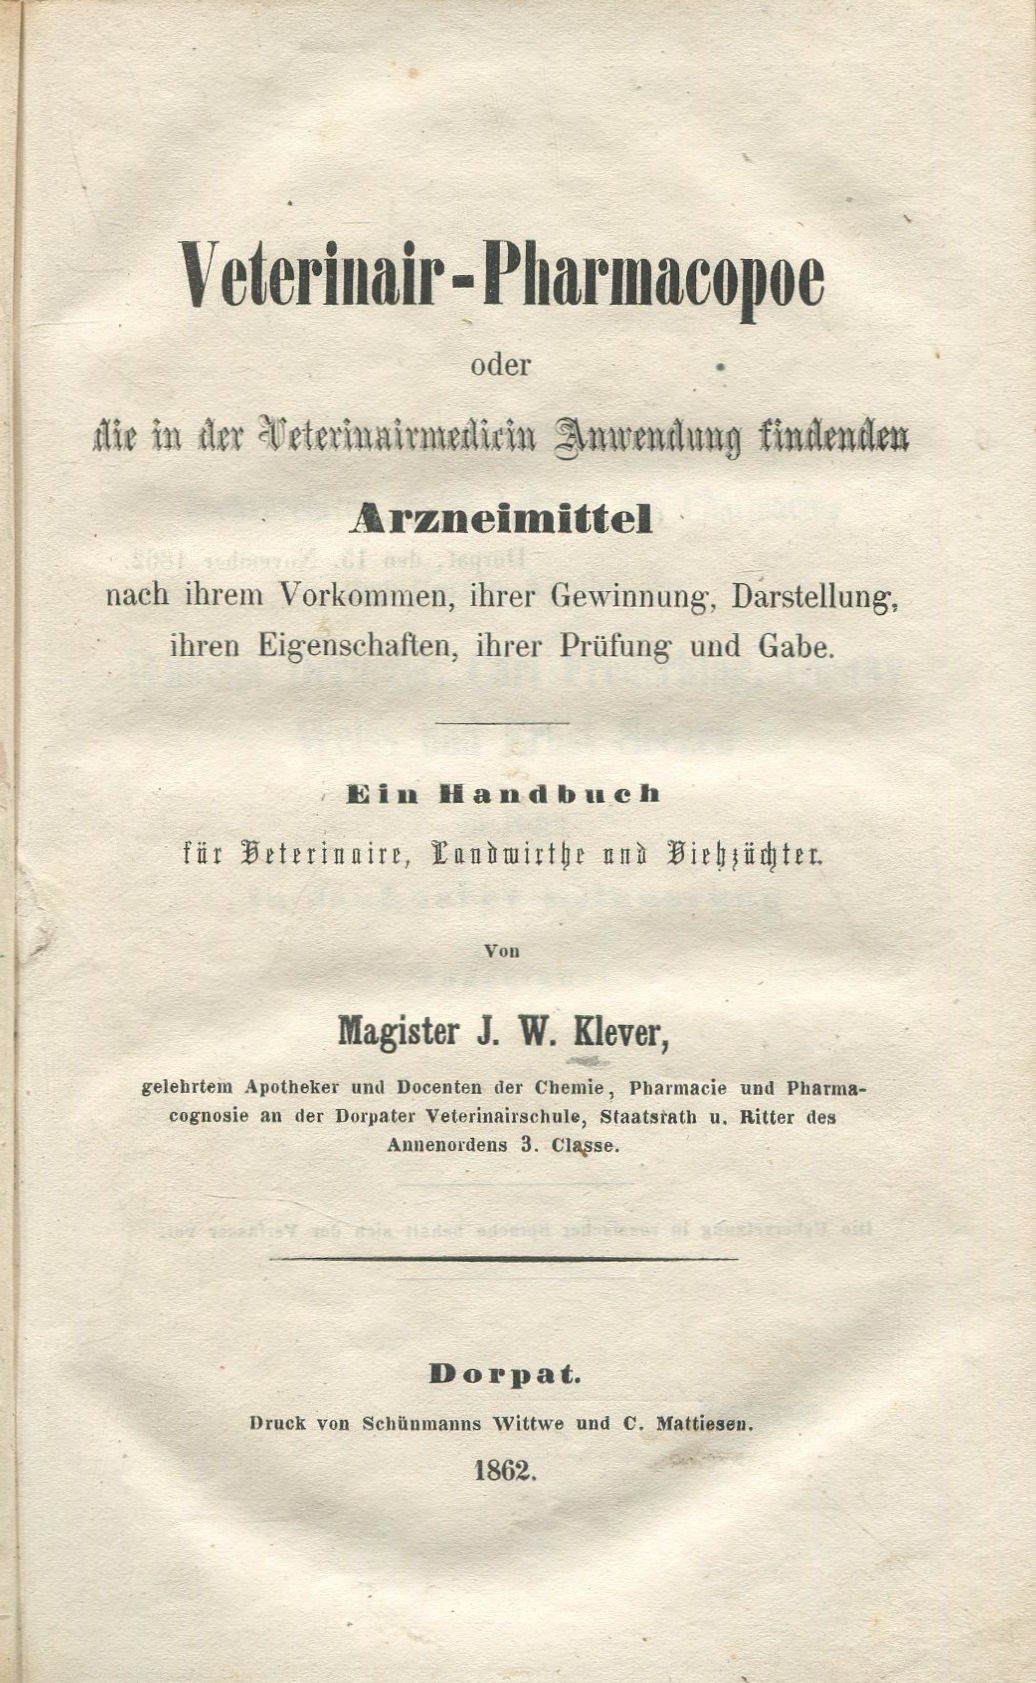 Veterinair-Pharmacopoe
oder
die in der Veterinairmedicin Anwendung findenden
Arzneimittel
nach ihrem Vorkommen, ihrer Gewinnung, Darstellung,
ihren Eigenschaften, ihrer Prüfung und Gabe.
Ein Handbuch
für Veterinaire, Landwirthe und Viehzüchter.
Von
Magister J. W. Klever,
gelehrtem Apotheker und Docenten der Chemie, Pharmacie und Pharma-
cognosie an der Dorpater Veterinairschule, Staatsrath u. Ritter des
Annenordens 3. Classe.
Dorpat.
Druck von Schünmanns Wittwe und C. Mattiesen.
1862.